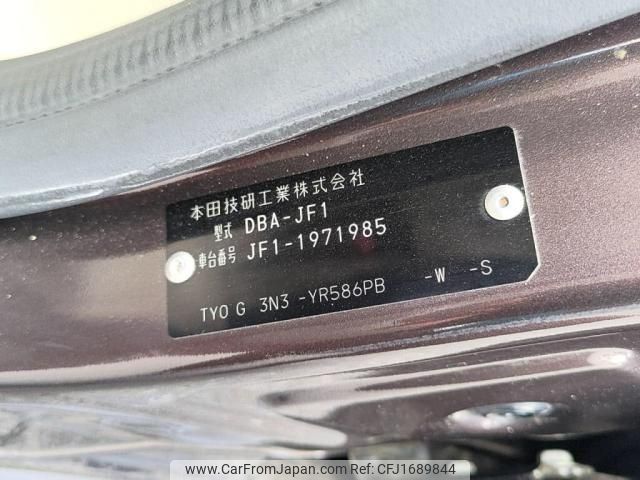 本田技研工業株式会社
型式 DBA-JF1
車台番号 JF1-1971985
TYO G 3N3 -YR586PB -W -S
www.CarFromJapan.com | Ref No. CFJ1689844